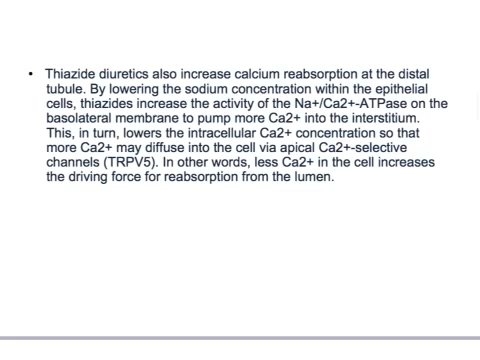 • Thiazide diuretics also increase calcium reabsorption at the distal
tubule. By lowering the sodium concentration within the epithelial
cells, thiazides increase the activity of the Na+/Ca2+-ATPase on the
basolateral membrane to pump more Ca2+ into the interstitium.
This, in turn, lowers the intracellular Ca2+ concentration so that
more Ca2+ may diffuse into the cell via apical Ca2+-selective
channels (TRPV5). In other words, less Ca2+ in the cell increases
the driving force for reabsorption from the lumen.